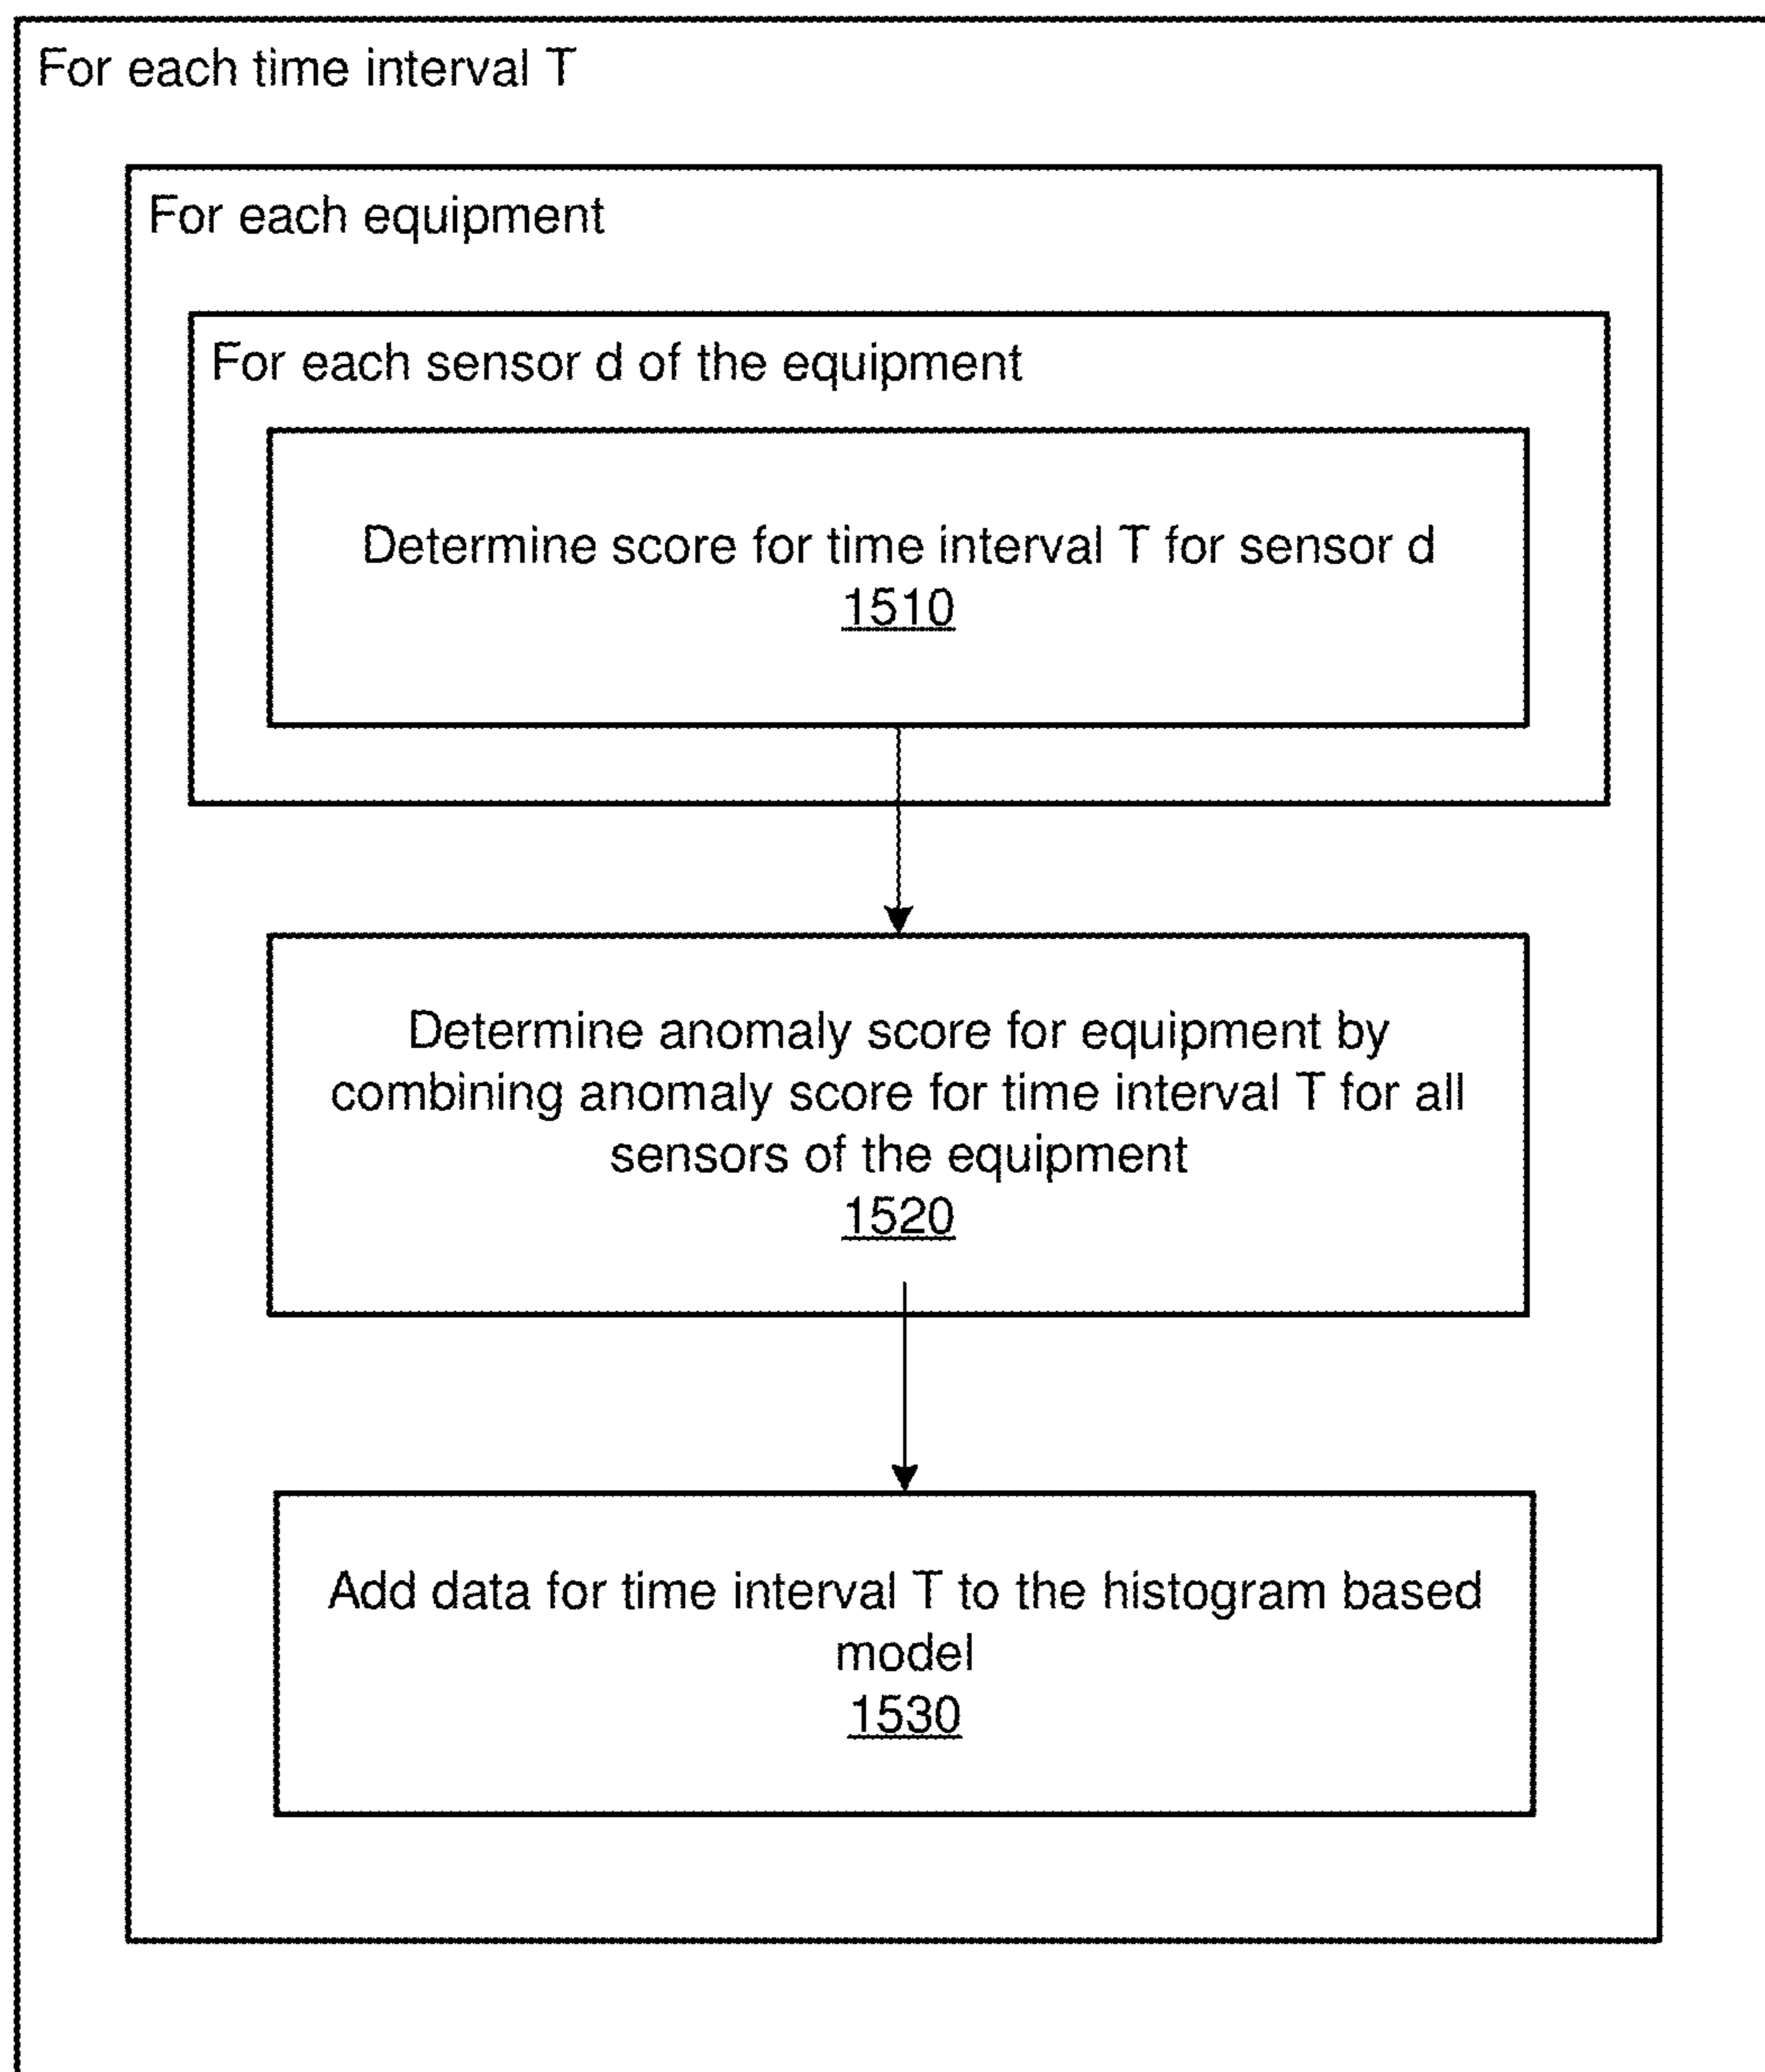 For each time interval T
For each equipment
For each sensor d of the equipment
Determine score for time interval T for sensor d
1510
Determine anomaly score for equipment by
combining anomaly score for time interval T for all
sensors of the equipment
1520
Add data for time interval T to the histogram based
model
1530